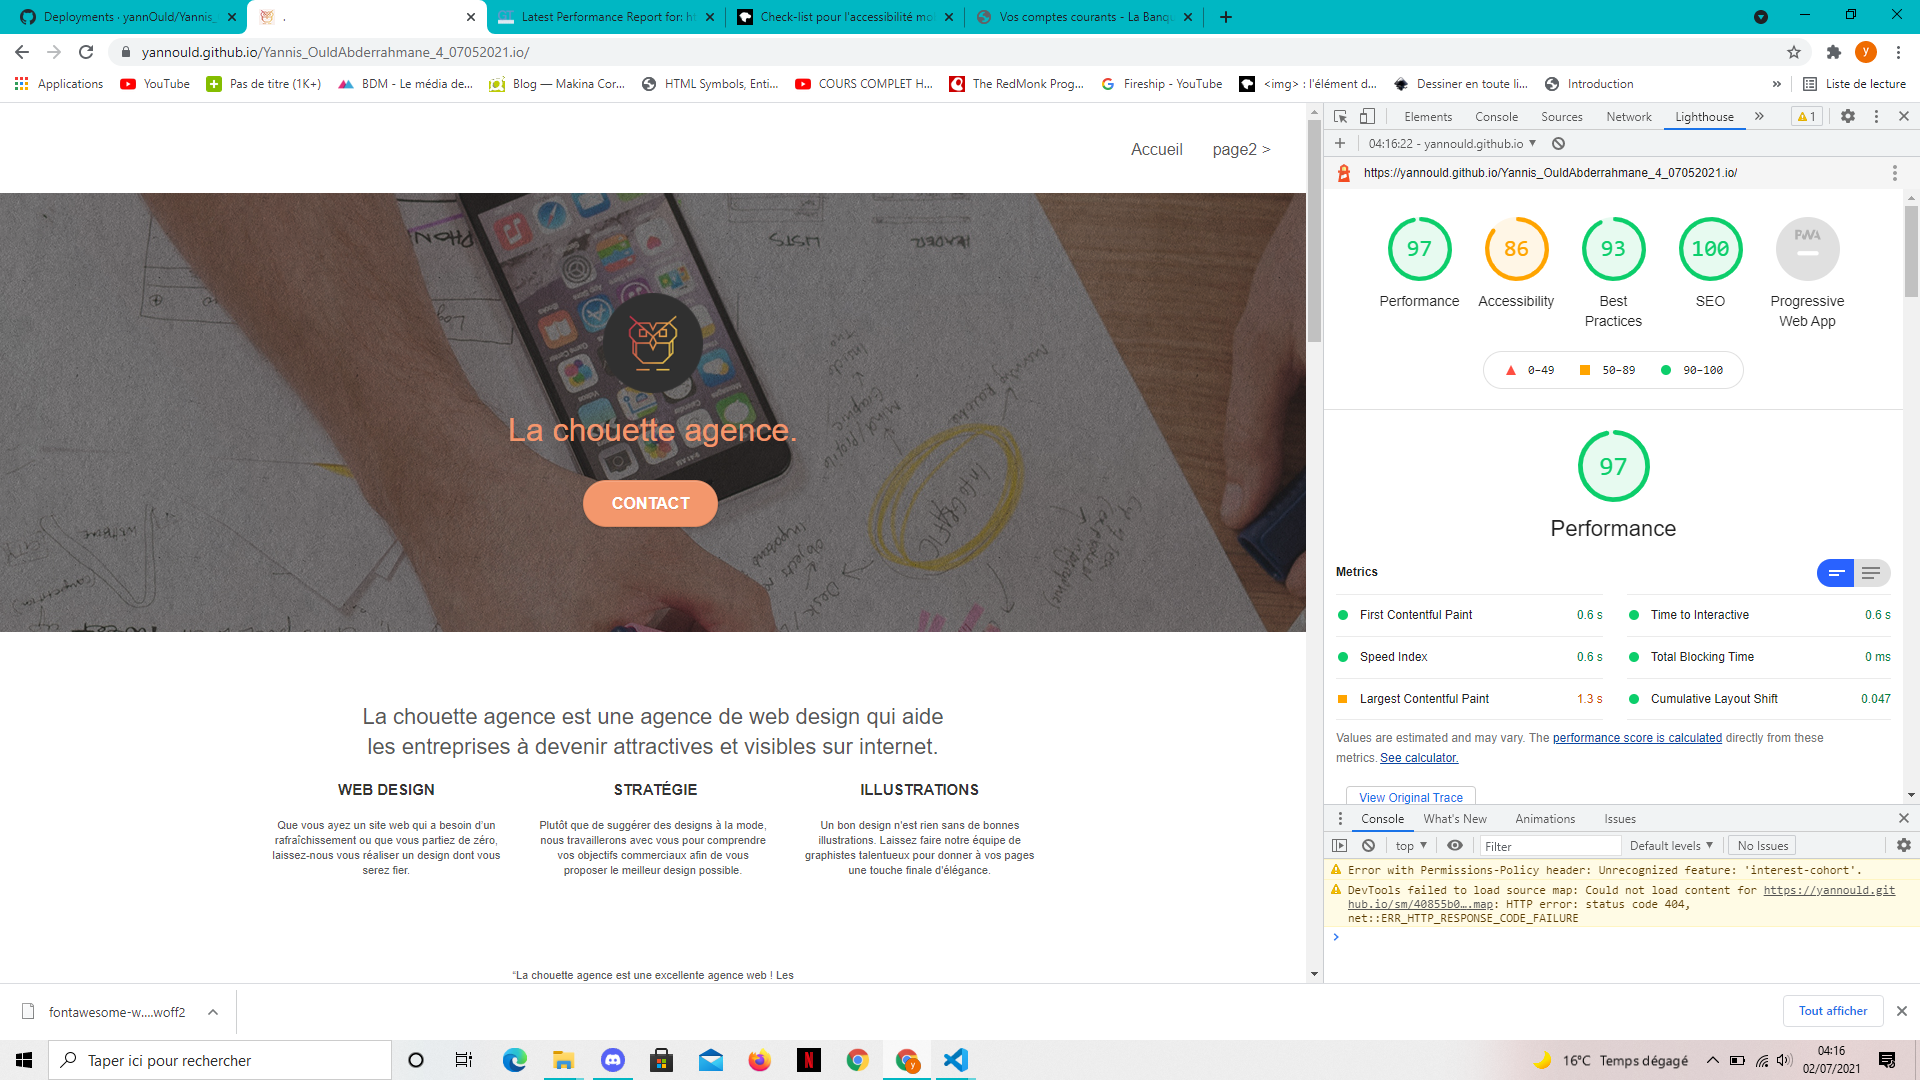 Deployments · yannOuld/Yannis_
.
Latest Performance Report for: ht
Check-list pour l'accessibilité mo
Vos comptes courants - La Banqu
yannould.github.io/Yannis_OuldAbderrahmane_4_07052021.io/
y
Applications
YouTube
Pas de titre (1K+)
BDM - Le média de...
Blog — Makina Cor...
HTML Symbols, Enti...
COURS COMPLET H...
The RedMonk Prog...
Fireship - YouTube
<img> : l'élément d...
Dessiner en toute li...
Introduction
»
Liste de lecture
Accueil
page2 >
La chouette agence.
CONTACT
La chouette agence est une agence de web design qui aide
les entreprises à devenir attractives et visibles sur internet.
WEB DESIGN
Que vous ayez un site web qui a besoin d'un
rafraîchissement ou que vous partiez de zéro,
laissez-nous vous réaliser un design dont vous
serez fier.
STRATÉGIE
Plutôt que de suggérer des designs à la mode,
nous travaillerons avec vous pour comprendre
vos objectifs commerciaux afin de vous
proposer le meilleur design possible.
ILLUSTRATIONS
Un bon design n'est rien sans de bonnes
illustrations. Laissez faire notre équipe de
graphistes talentueux pour donner à vos pages
une touche finale d'élégance.
“La chouette agence est une excellente agence web ! Les
Elements
Console
Sources
Network
Lighthouse
»
1
04:16:22 - yannould.github.io
https://yannould.github.io/Yannis_OuldAbderrahmane_4_07052021.io/
97
Performance
86
Accessibility
93
Best
Practices
100
SEO
PWA
Progressive
Web App
0–49
50–89
90–100
97
Performance
Metrics
First Contentful Paint 0.6 s
Time to Interactive 0.6 s
Speed Index 0.6 s
Total Blocking Time 0 ms
Largest Contentful Paint 1.3 s
Cumulative Layout Shift 0.047
Values are estimated and may vary. The performance score is calculated directly from these
metrics. See calculator.
View Original Trace
Console
What's New
Animations
Issues
top
Filter
Default levels
No Issues
Error with Permissions-Policy header: Unrecognized feature: 'interest-cohort'.
DevTools failed to load source map: Could not load content for https://yannould.git
hub.io/sm/40855b0….map: HTTP error: status code 404,
net::ERR_HTTP_RESPONSE_CODE_FAILURE
fontawesome-w....woff2
Tout afficher
Taper ici pour rechercher
16°C Temps dégagé
04:16
02/07/2021